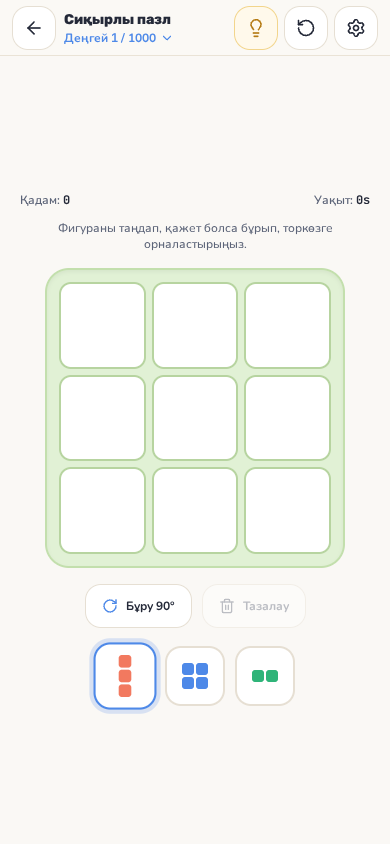 Сиқырлы пазл
Деңгей 1 / 1000
Қадам: 0
Уақыт: 0s
Фигураны таңдап, қажет болса бұрып, торкөзге
орналастырыңыз.
Бұру 90°
Тазалау